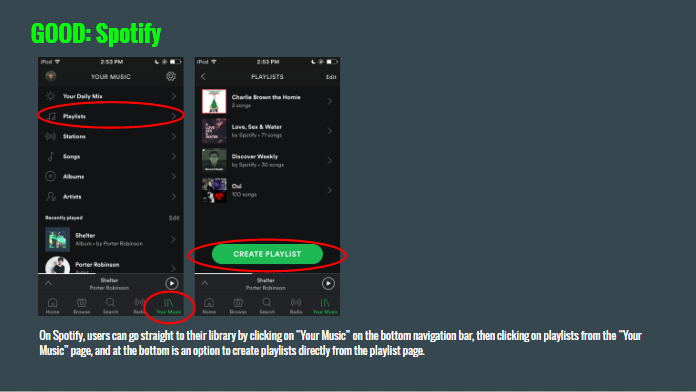 GOOD: Spotify
iPod 2:53 PM
YOUR MUSIC
Your Daily Mix
Playlists
Stations
Songs
Albums
Artists
Recently played Edit
Shelter
Album • by Porter Robinson
Porter Robinson
Artist
Shelter
Porter Robinson
Home Browse Search Radio Your Music
iPod 2:53 PM
PLAYLISTS Edit
Charlie Brown the Homie
2 songs
Love, Sex & Water
by Spotify • 71 songs
Discover Weekly
by Spotify • 30 songs
Oui
100 songs
CREATE PLAYLIST
Shelter
Porter Robinson
Home Browse Search Radio Your Music
On Spotify, users can go straight to their library by clicking on "Your Music" on the bottom navigation bar, then clicking on playlists from the "Your
Music" page, and at the bottom is an option to create playlists directly from the playlist page.